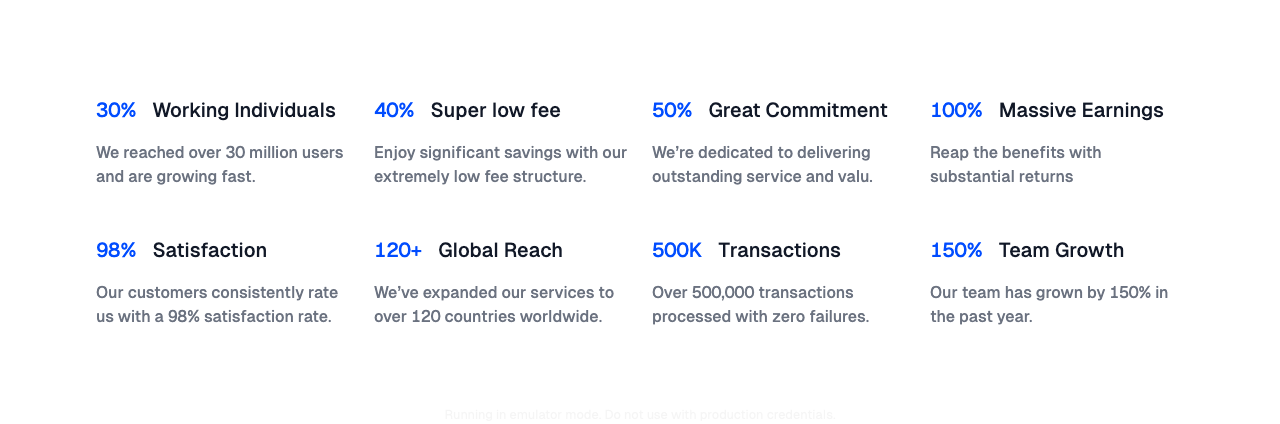 30% Working Individuals
We reached over 30 million users
and are growing fast.
40% Super low fee
Enjoy significant savings with our
extremely low fee structure.
50% Great Commitment
We’re dedicated to delivering
outstanding service and valu.
100% Massive Earnings
Reap the benefits with
substantial returns
98% Satisfaction
Our customers consistently rate
us with a 98% satisfaction rate.
120+ Global Reach
We’ve expanded our services to
over 120 countries worldwide.
500K Transactions
Over 500,000 transactions
processed with zero failures.
150% Team Growth
Our team has grown by 150% in
the past year.
Running in emulator mode. Do not use with production credentials.